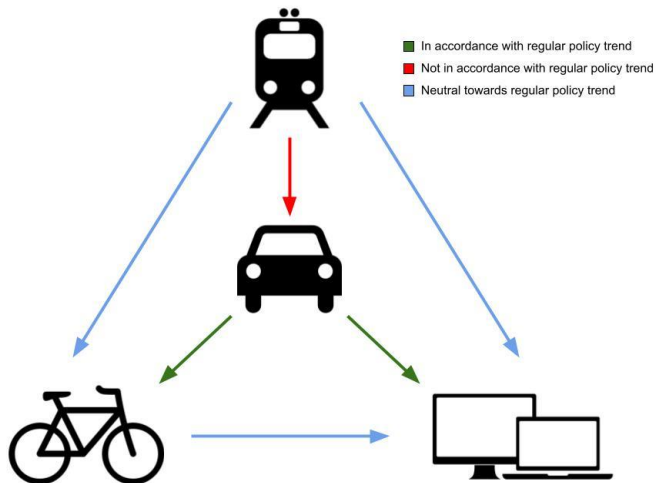 In accordance with regular policy trend
Not in accordance with regular policy trend
Neutral towards regular policy trend